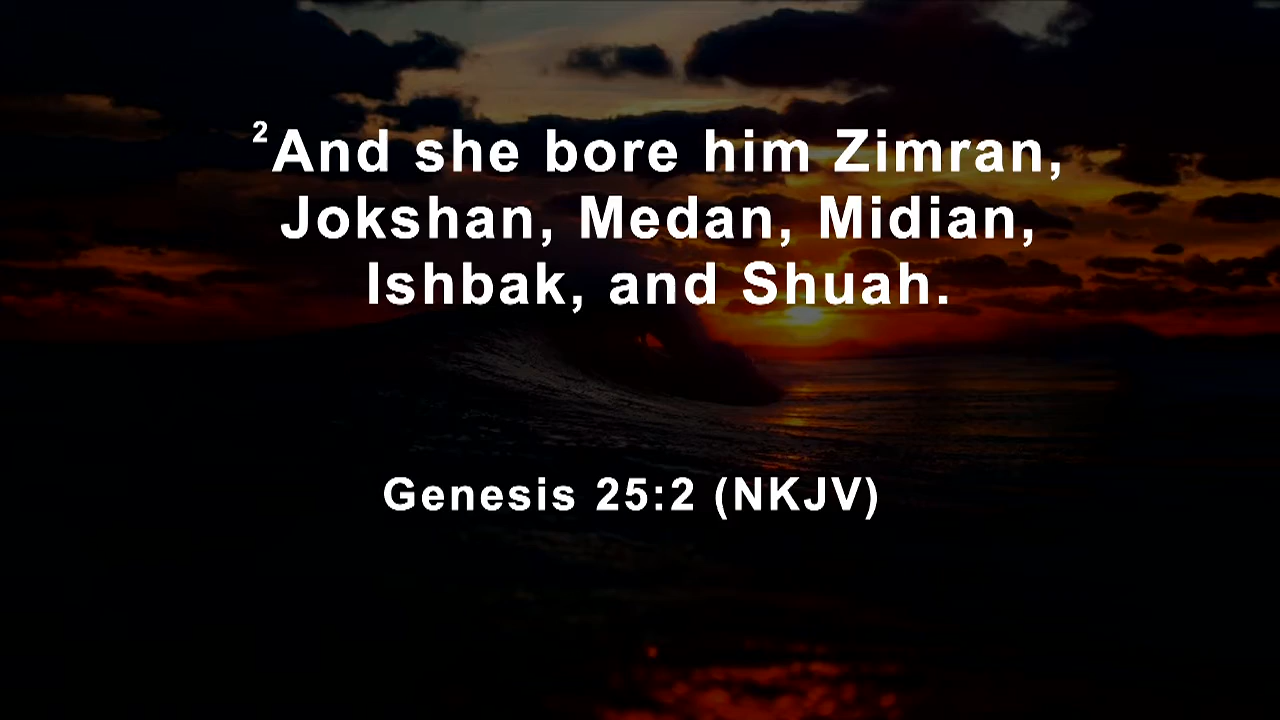 ²And she bore him Zimran,
Jokshan, Medan, Midian,
Ishbak, and Shuah.
Genesis 25:2 (NKJV)